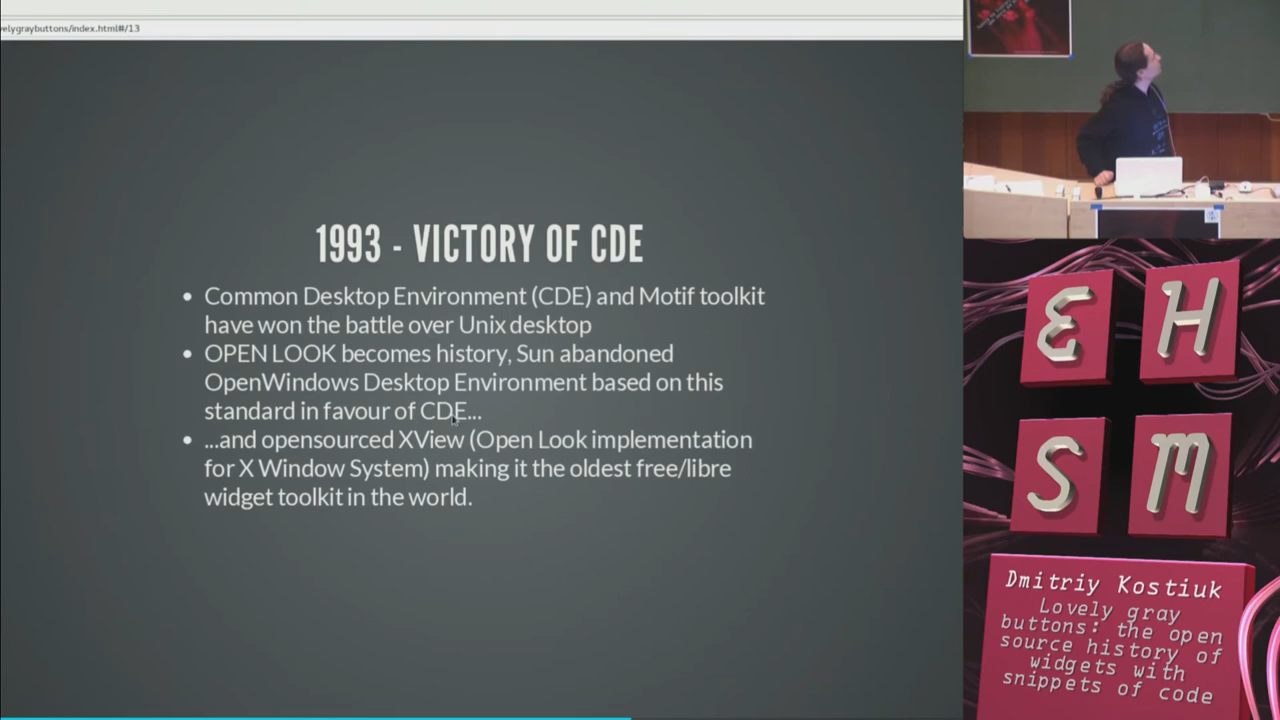 velygraybuttons/index.html#/13
1993 - VICTORY OF CDE
• Common Desktop Environment (CDE) and Motif toolkit
have won the battle over Unix desktop
• OPEN LOOK becomes history, Sun abandoned
OpenWindows Desktop Environment based on this
standard in favour of CDE...
• ...and opensourced XView (Open Look implementation
for X Window System) making it the oldest free/libre
widget toolkit in the world.
E H
S M
Dmitriy Kostiuk
Lovely gray
buttons: the open
source history of
widgets with
snippets of code